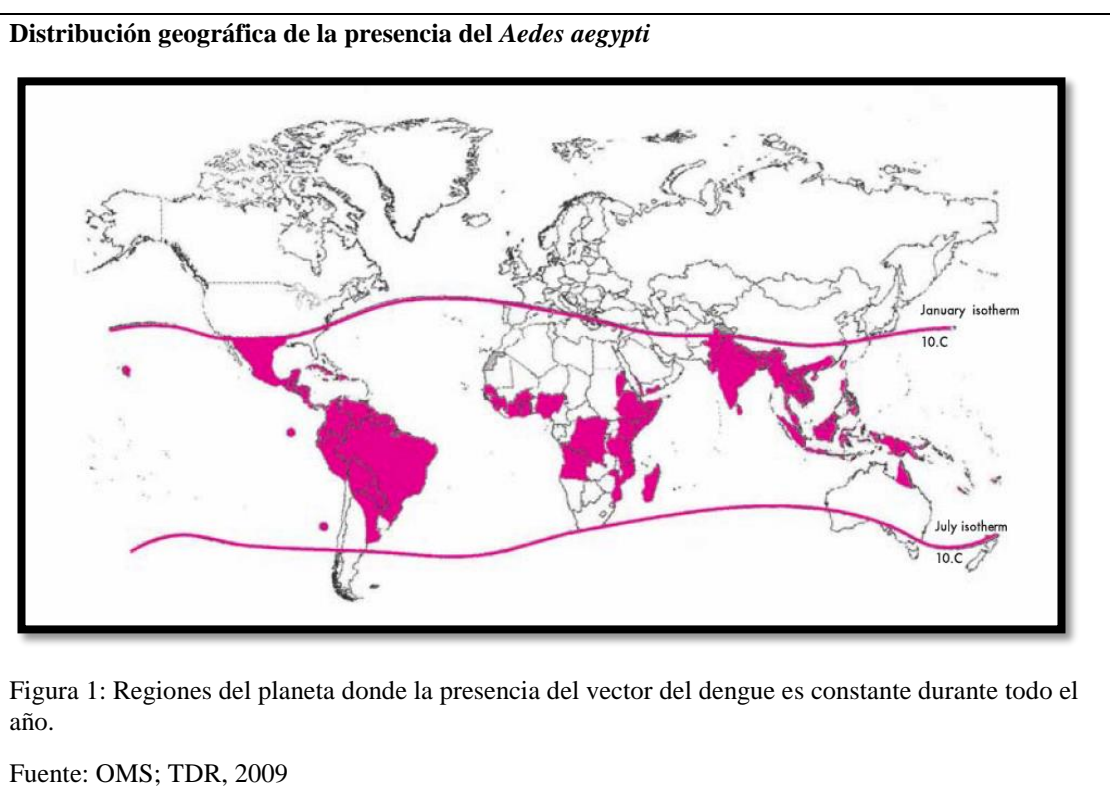 Distribución geográfica de la presencia del Aedes aegypti
January isotherm
10.C
July isotherm
10.C
Figura 1: Regiones del planeta donde la presencia del vector del dengue es constante durante todo el
año.
Fuente: OMS; TDR, 2009